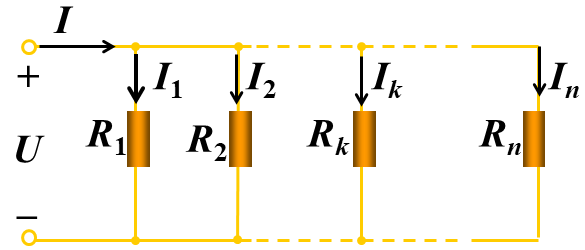 I
+ I₁ I₂ Iₖ Iₙ
U R₁ R₂ Rₖ Rₙ
−